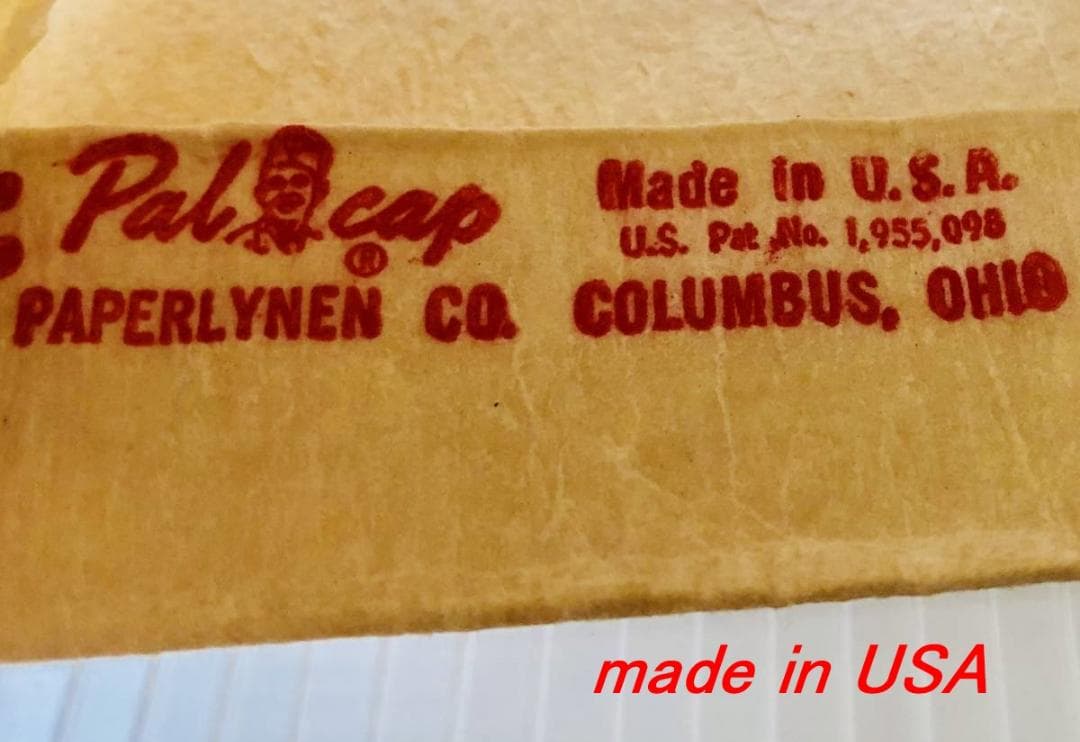 Pal cap ®
PAPERLYNEN CO.
Made in U.S.A.
U.S. Pat. No. 1,955,098
COLUMBUS, OHIO
made in USA